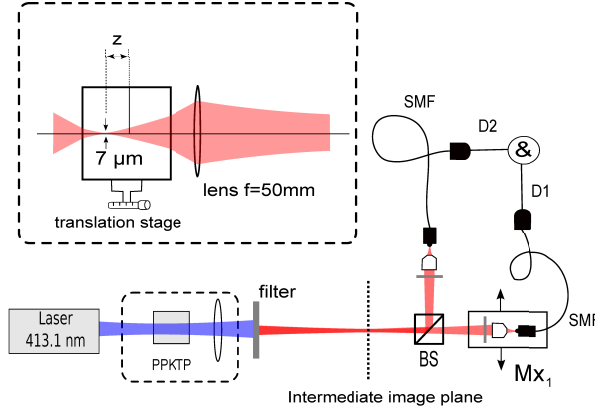 z
7 μm
lens f=50mm
translation stage
SMF
D2
&
D1
filter
Laser
413.1 nm
PPKTP
BS
SMF
Mx1
Intermediate image plane